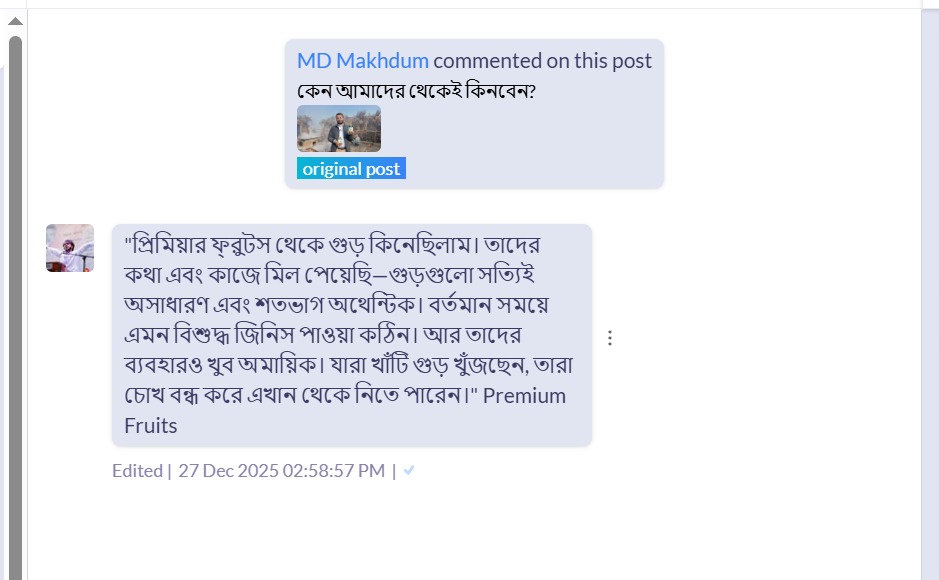 MD Makhdum commented on this post
কেন আমাদের থেকেই কিনবেন?
original post
"প্রিমিয়ার ফ্রুটস থেকে গুড় কিনেছিলাম। তাদের
কথা এবং কাজে মিল পেয়েছি—গুড়গুলো সত্যিই
অসাধারণ এবং শতভাগ অথেন্টিক। বর্তমান সময়ে
এমন বিশুদ্ধ জিনিস পাওয়া কঠিন। আর তাদের
ব্যবহারও খুব অমায়িক। যারা খাঁটি গুড় খুঁজছেন, তারা
চোখ বন্ধ করে এখান থেকে নিতে পারেন।" Premium
Fruits
Edited | 27 Dec 2025 02:58:57 PM |